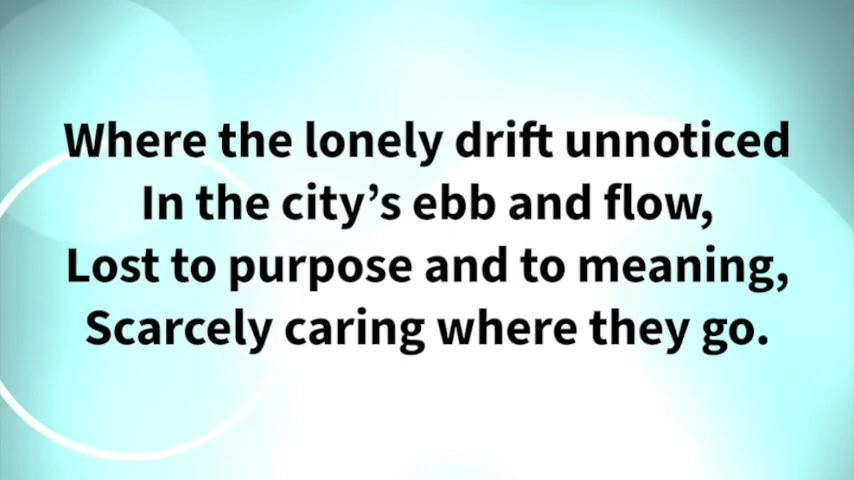 Where the lonely drift unnoticed
In the city’s ebb and flow,
Lost to purpose and to meaning,
Scarcely caring where they go.